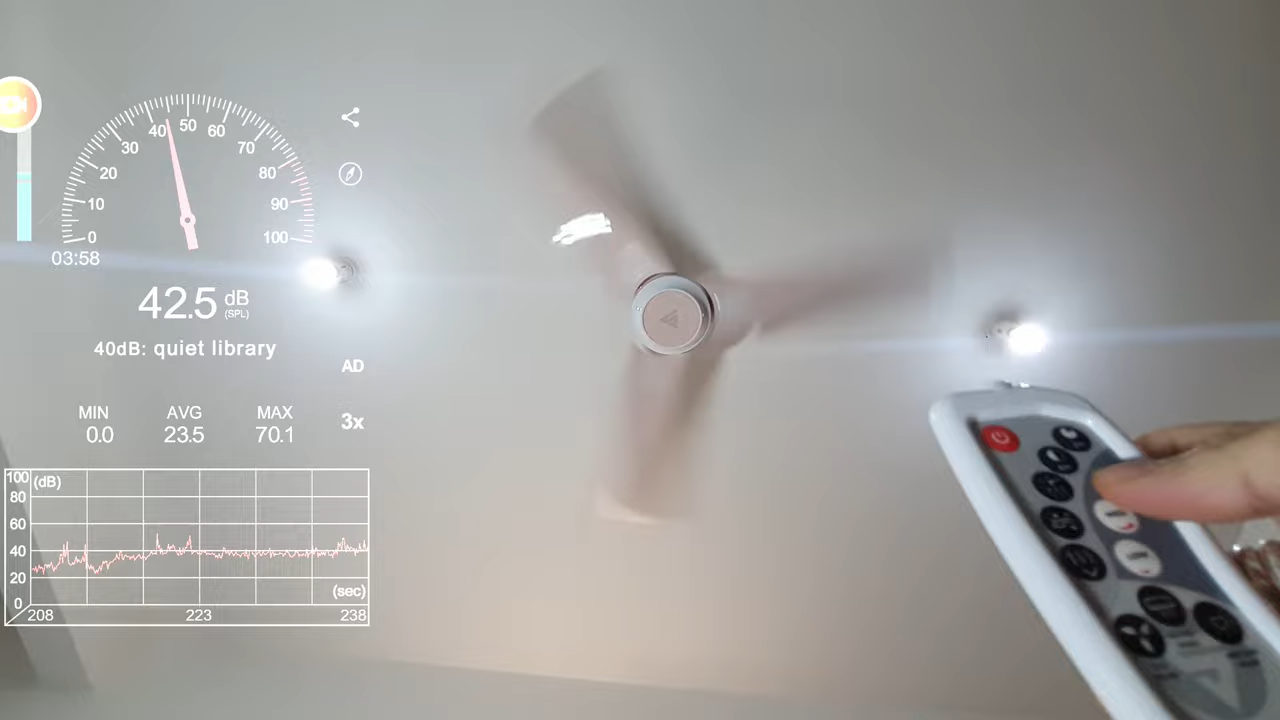 40 50 60
30 70
20 80
10 90
0 100
03:58
42.5 dB
(SPL)
40dB: quiet library
AD
MIN AVG MAX
0.0 23.5 70.1
3x
100 (dB)
80
60
40
20
(sec)
0
208 223 238